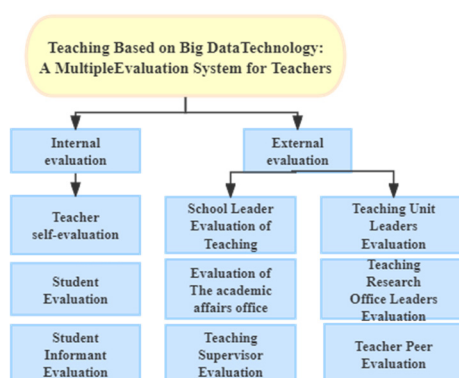 Teaching Based on Big DataTechnology:
A MultipleEvaluation System for Teachers
Internal
evaluation
External
evaluation
Teacher
self-evaluation
School Leader
Evaluation of
Teaching
Teaching Unit
Leaders
Evaluation
Student
Evaluation
Evaluation of
The academic
affairs office
Teaching
Research
Office Leaders
Evaluation
Student
Informant
Evaluation
Teaching
Supervisor
Evaluation
Teacher Peer
Evaluation